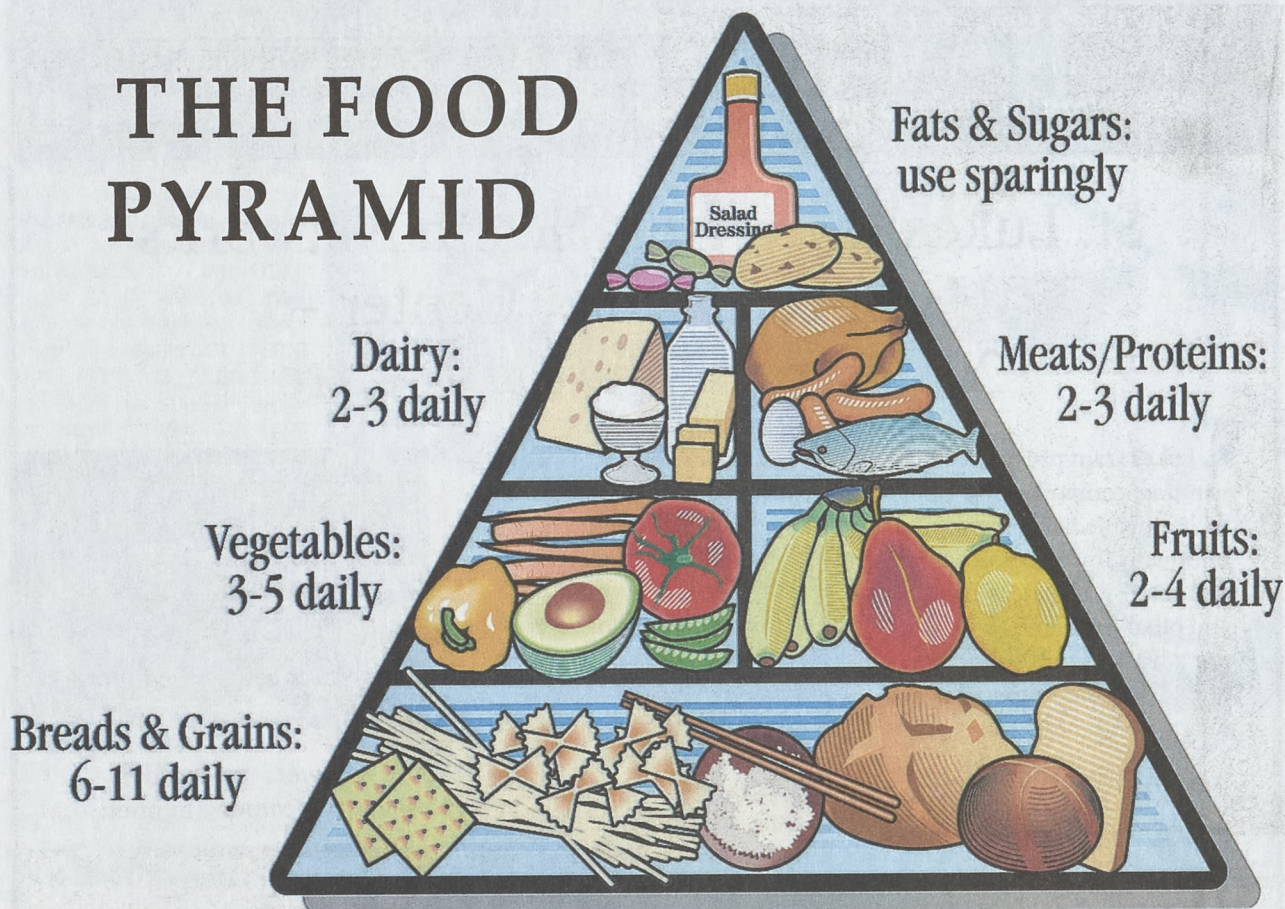 THE FOOD
PYRAMID
Fats & Sugars:
use sparingly
Salad
Dressing
Dairy:
2-3 daily
Meats/Proteins:
2-3 daily
Vegetables:
3-5 daily
Fruits:
2-4 daily
Breads & Grains:
6-11 daily